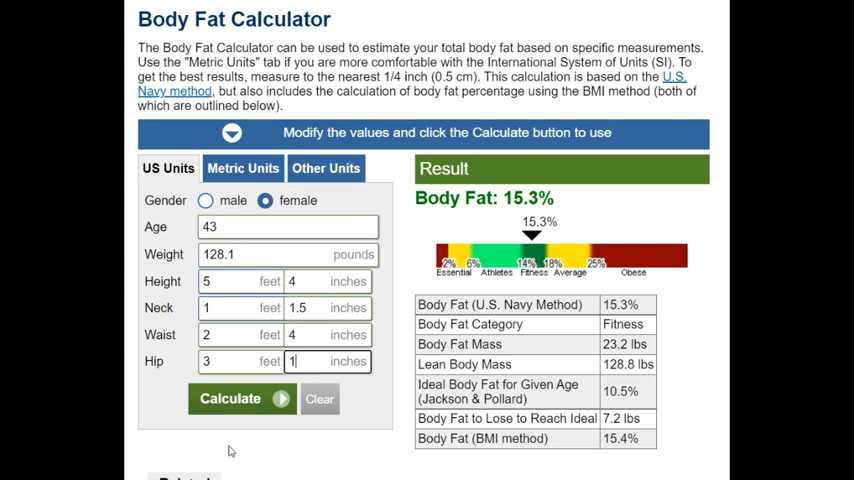 Body Fat Calculator
The Body Fat Calculator can be used to estimate your total body fat based on specific measurements.
Use the "Metric Units" tab if you are more comfortable with the International System of Units (SI). To
get the best results, measure to the nearest 1/4 inch (0.5 cm). This calculation is based on the U.S.
Navy method, but also includes the calculation of body fat percentage using the BMI method (both of
which are outlined below).
Modify the values and click the Calculate button to use
US Units Metric Units Other Units
Gender male female
Age 43
Weight 128.1 pounds
Height 5 feet 4 inches
Neck 1 feet 1.5 inches
Waist 2 feet 4 inches
Hip 3 feet 1 inches
Calculate Clear
Result
Body Fat: 15.3%
15.3%
2% 6% 14% 18% 25%
Essential Athletes Fitness Average Obese
Body Fat (U.S. Navy Method) 15.3%
Body Fat Category Fitness
Body Fat Mass 23.2 lbs
Lean Body Mass 128.8 lbs
Ideal Body Fat for Given Age
(Jackson & Pollard) 10.5%
Body Fat to Lose to Reach Ideal 7.2 lbs
Body Fat (BMI method) 15.4%